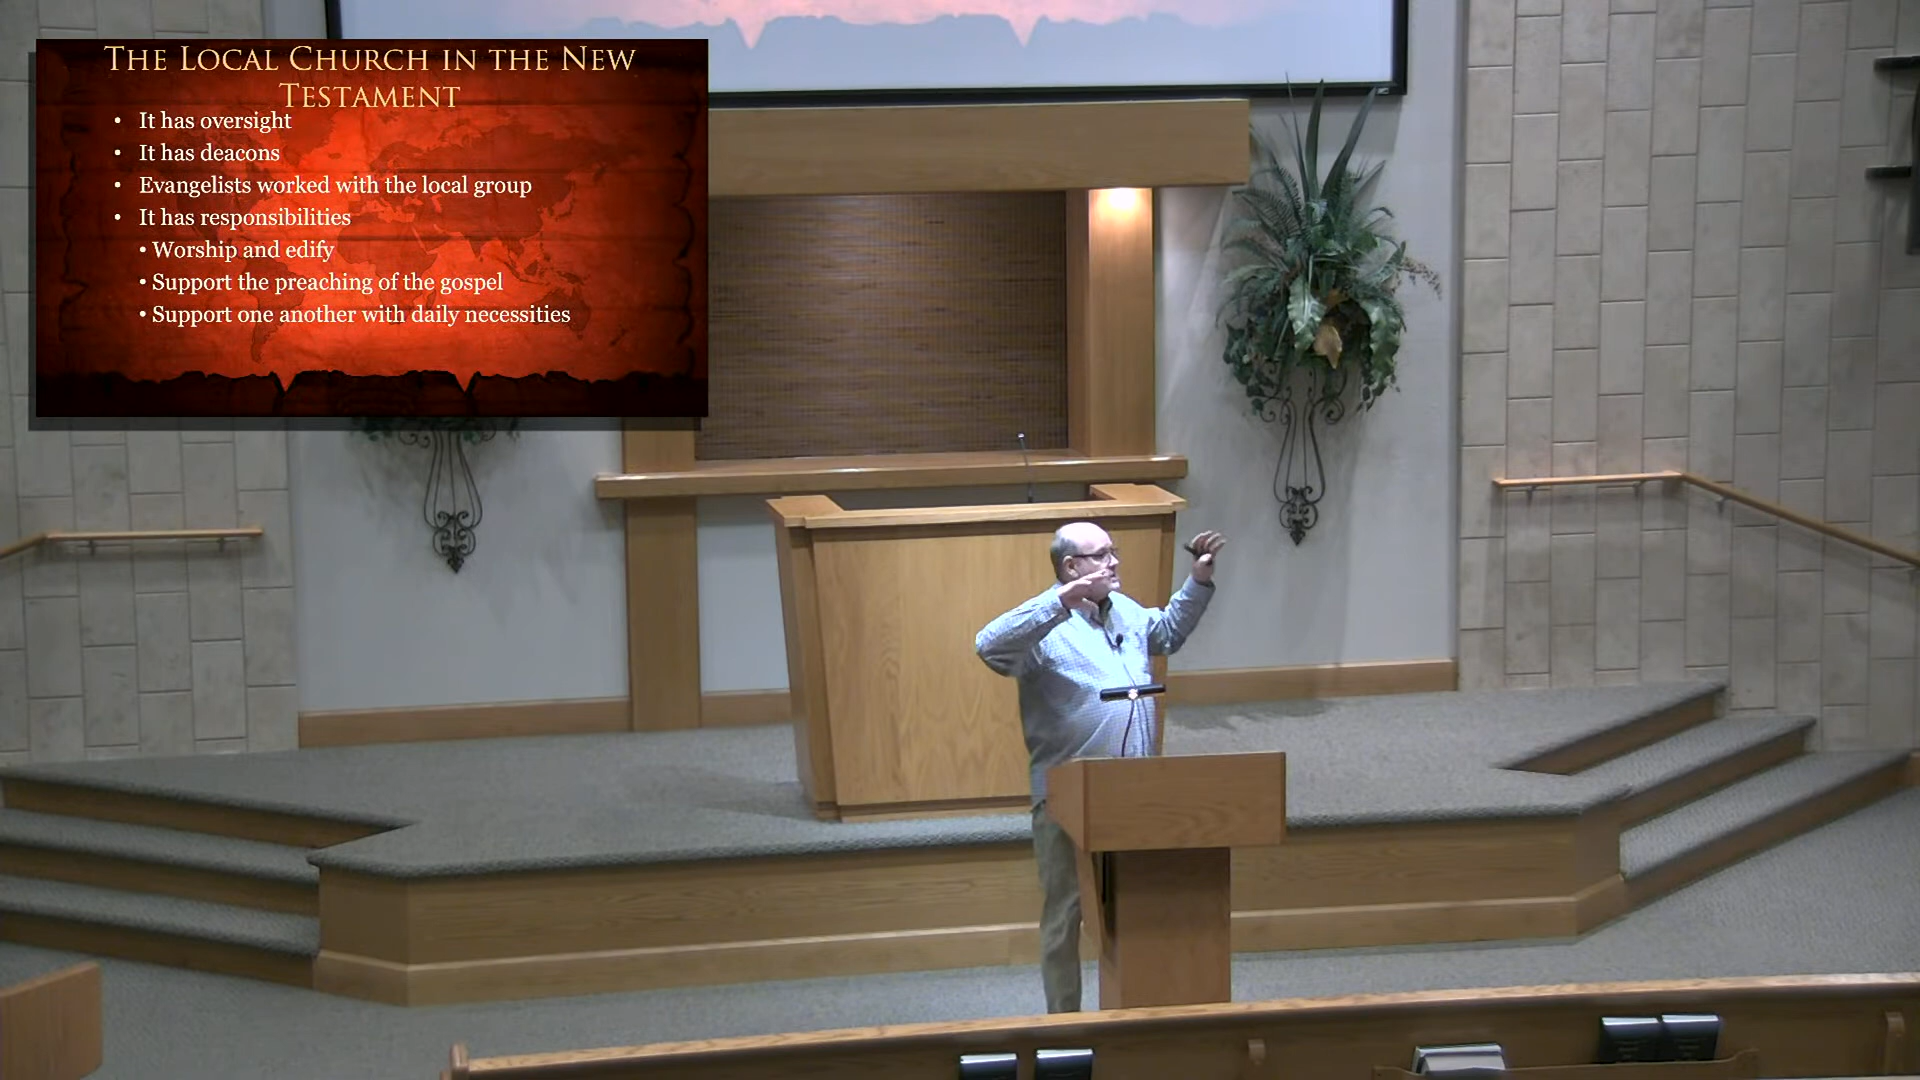 The Local Church in the New
Testament
• It has oversight
• It has deacons
• Evangelists worked with the local group
• It has responsibilities
• Worship and edify
• Support the preaching of the gospel
• Support one another with daily necessities